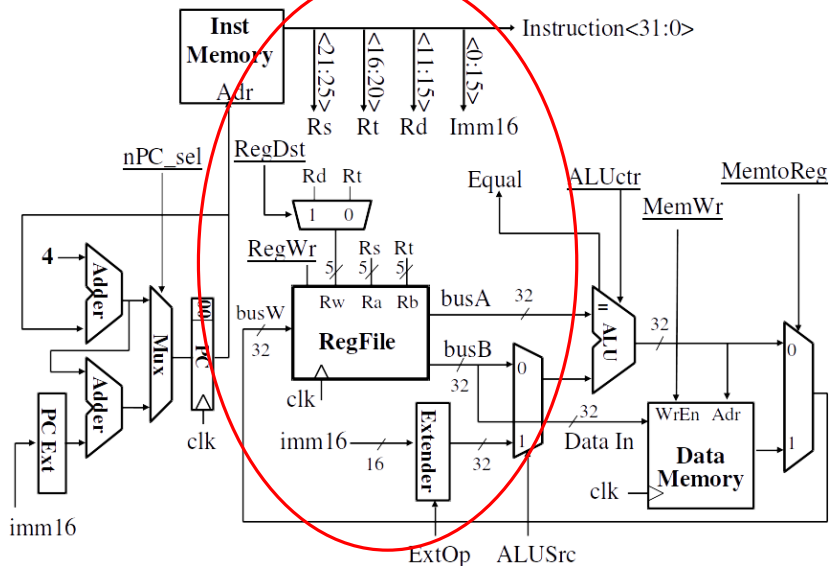 Inst Memory
Adr
Instruction<31:0>
<21:25>
<16:20>
<11:15>
<0:15>
Rs
Rt
Rd
Imm16
nPC_sel
RegDst
Rd
Rt
1
0
Equal
ALUctr
MemWr
MemtoReg
4
Adder
RegWr
Rs
Rt
5
5
5
Rw
Ra
Rb
busW
32
RegFile
busA
32
busB
32
clk
=
ALU
32
0
1
Mux
00
PC
clk
Adder
PC Ext
imm16
imm16
16
Extender
32
0
1
32
Data In
WrEn
Adr
Data Memory
clk
ExtOp
ALUSrc